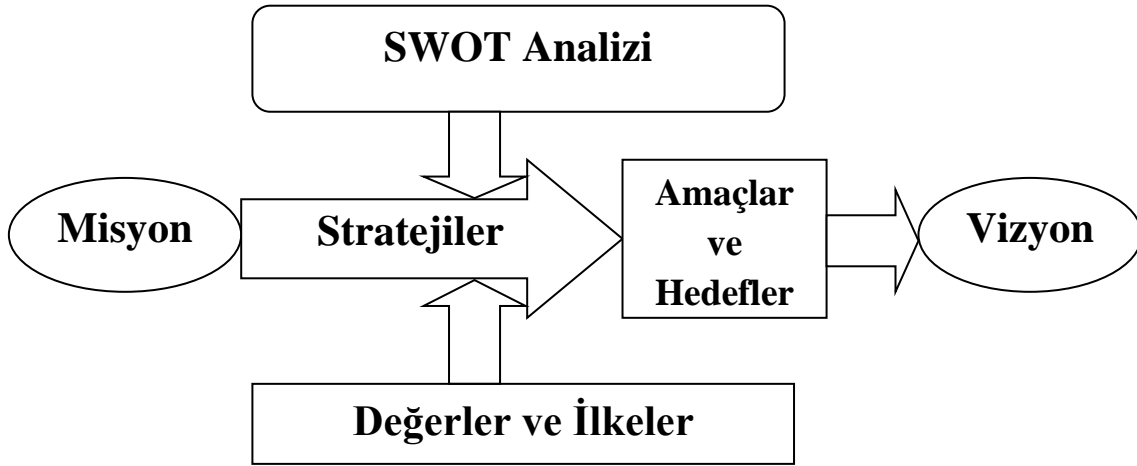 SWOT Analizi
Misyon
Stratejiler
Amaçlar
ve
Hedefler
Vizyon
Değerler ve İlkeler